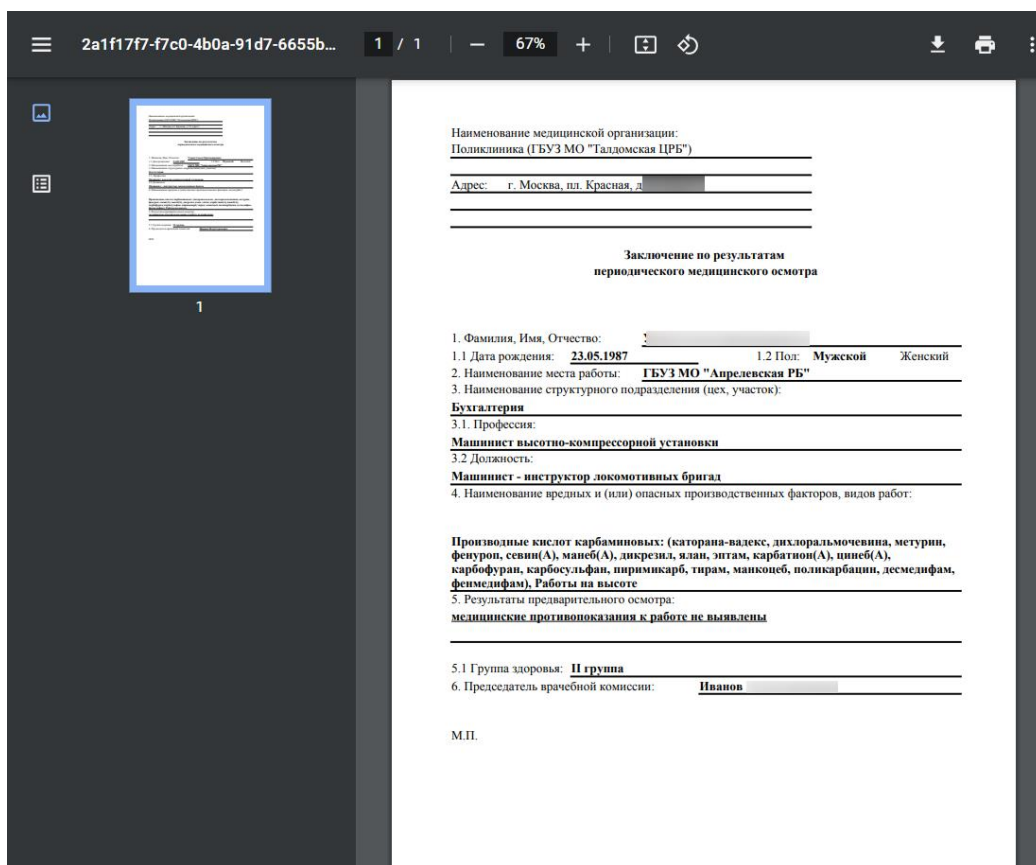 2a1f17f7-f7c0-4b0a-91d7-6655b... 1 / 1 67%
1
Наименование медицинской организации:
Поликлиника (ГБУЗ МО "Талдомская ЦРБ")
Адрес: г. Москва, пл. Красная, д
Заключение по результатам
периодического медицинского осмотра
1. Фамилия, Имя, Отчество:
1.1 Дата рождения: 23.05.1987 1.2 Пол: Мужской Женский
2. Наименование места работы: ГБУЗ МО "Апрелевская РБ"
3. Наименование структурного подразделения (цех, участок):
Бухгалтерия
3.1. Профессия:
Машинист высотно-компрессорной установки
3.2 Должность:
Машинист - инструктор локомотивных бригад
4. Наименование вредных и (или) опасных производственных факторов, видов работ:
Производные кислот карбаминовых: (каторана-вадекс, дихлоральмочевина, метурин,
фенуроп, севин(А), манеб(А), дикрезил, ялан, эптам, карбатион(А), цинеб(А),
карбофуран, карбосульфан, пиримикарб, тирам, манкоцеб, поликарбацин, десмедифам,
фенмедифам), Работы на высоте
5. Результаты предварительного осмотра:
медицинские противопоказания к работе не выявлены
5.1 Группа здоровья: II группа
6. Председатель врачебной комиссии: Иванов
М.П.